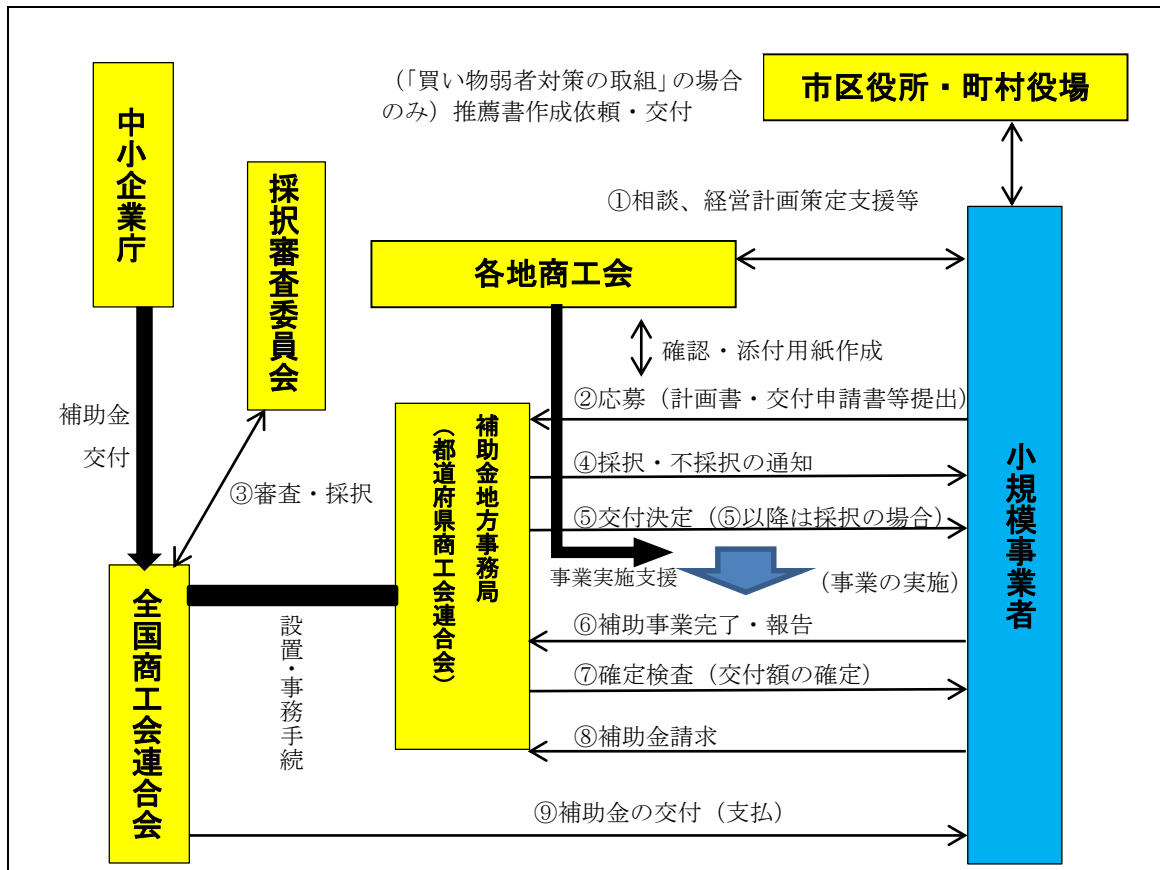 （「買い物弱者対策の取組」の場合
のみ）推薦書作成依頼・交付
市区役所・町村役場
中小企業庁
採択審査委員会
①相談、経営計画策定支援等
各地商工会
確認・添付用紙作成
補助金
交付
②応募（計画書・交付申請書等提出）
補助金地方事務局
（都道府県商工会連合会）
④採択・不採択の通知
小規模事業者
③審査・採択
⑤交付決定（⑤以降は採択の場合）
事業実施支援
（事業の実施）
全国商工会連合会
設置・事務手続
⑥補助事業完了・報告
⑦確定検査（交付額の確定）
⑧補助金請求
⑨補助金の交付（支払）